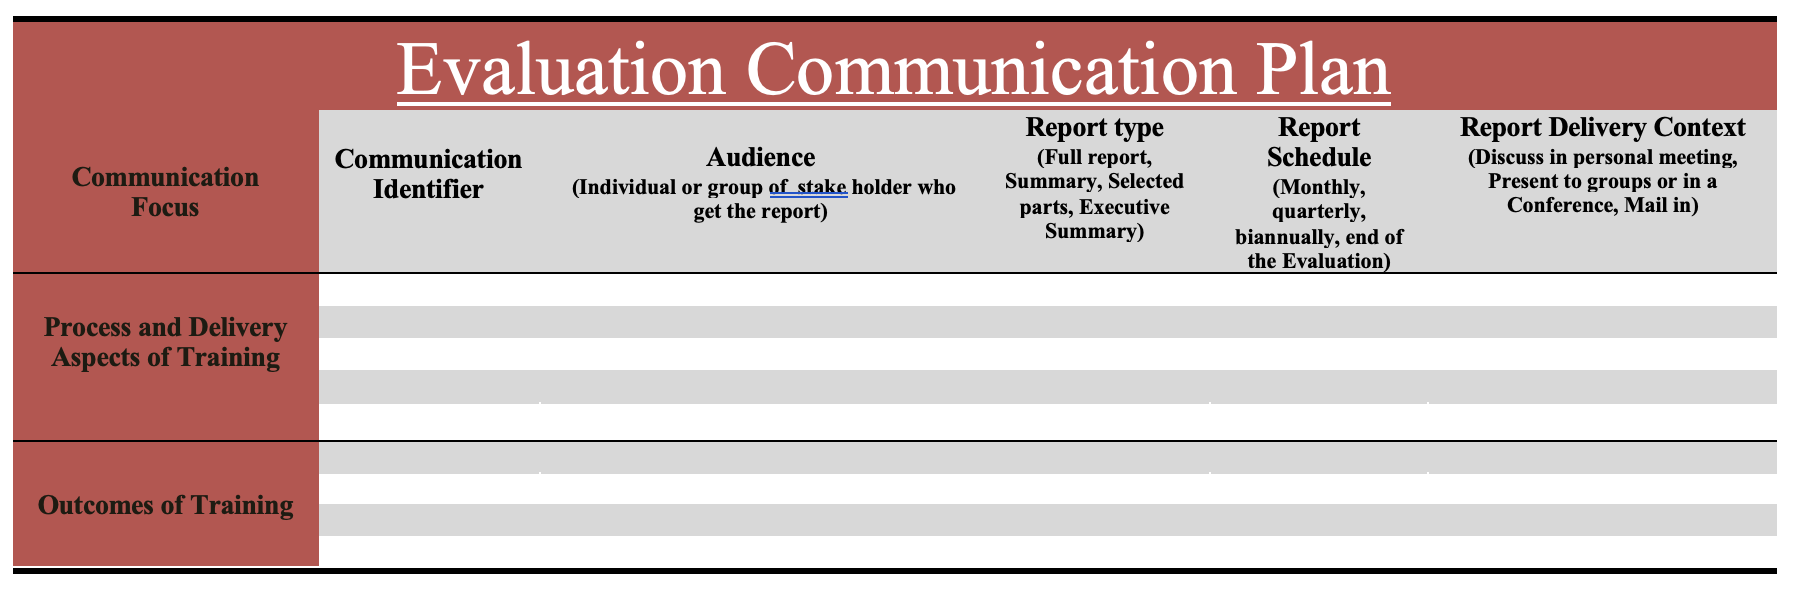 Evaluation Communication Plan
Communication
Focus
Communication
Identifier
Audience
(Individual or group of  stake holder who
get the report)
Report type
(Full report,
Summary, Selected
parts, Executive
Summary)
Report
Schedule
(Monthly,
quarterly,
biannually, end of
the Evaluation)
Report Delivery Context
(Discuss in personal meeting,
Present to groups or in a
Conference, Mail in)
Process and Delivery
Aspects of Training
Outcomes of Training